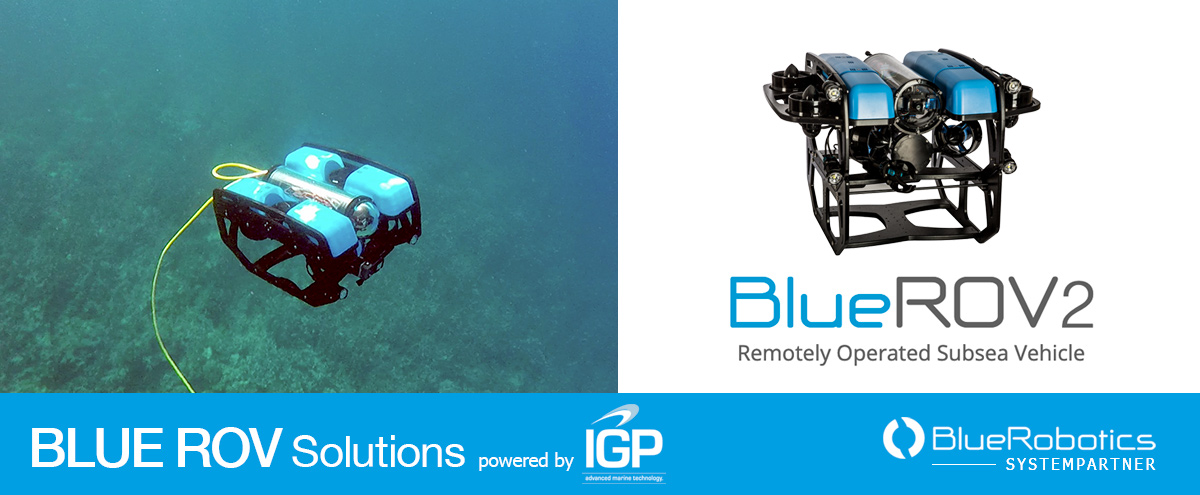 BlueROV2
Remotely Operated Subsea Vehicle
BLUE ROV Solutions powered by IGP
advanced marine technology.
BlueRobotics
SYSTEMPARTNER